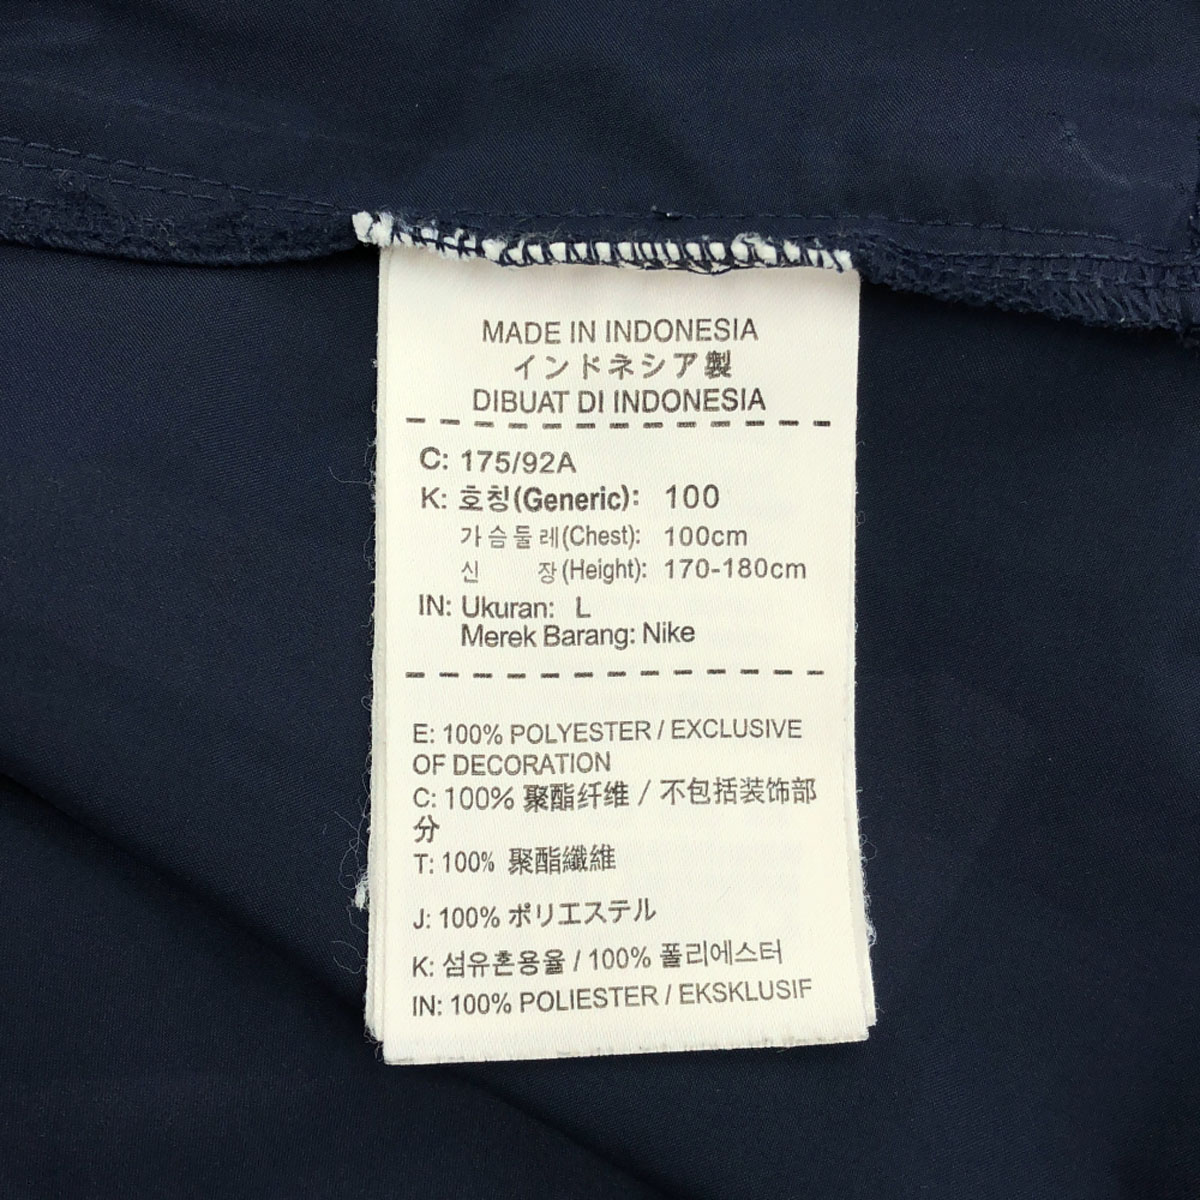 MADE IN INDONESIA
インドネシア製
DIBUAT DI INDONESIA
C: 175/92A
K: 호칭(Generic): 100
가슴둘레(Chest): 100cm
신 장(Height): 170-180cm
IN: Ukuran: L
Merek Barang: Nike
E: 100% POLYESTER / EXCLUSIVE
OF DECORATION
C: 100% 聚酯纤维 / 不包括装饰部
分
T: 100% 聚酯纖維
J: 100% ポリエステル
K: 섬유혼용율 / 100% 폴리에스터
IN: 100% POLIESTER / EKSKLUSIF